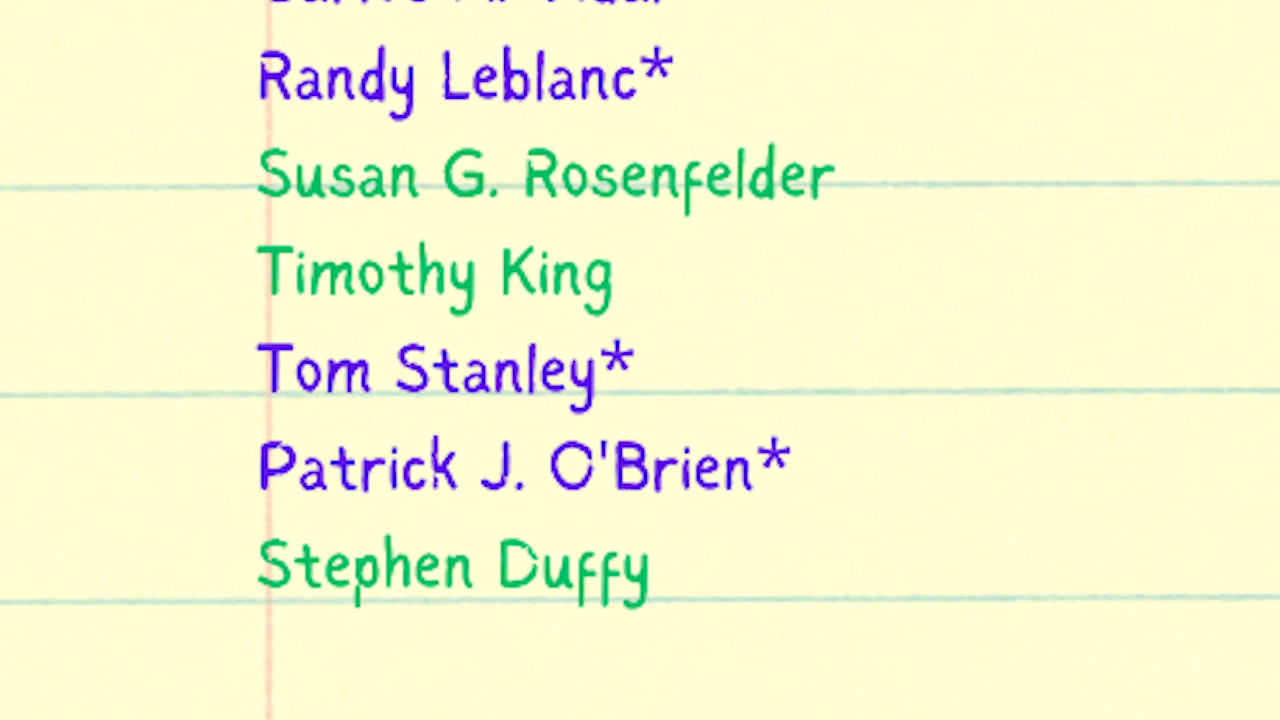 Randy Leblanc*
Susan G. Rosenfelder
Timothy King
Tom Stanley*
Patrick J. O'Brien*
Stephen Duffy